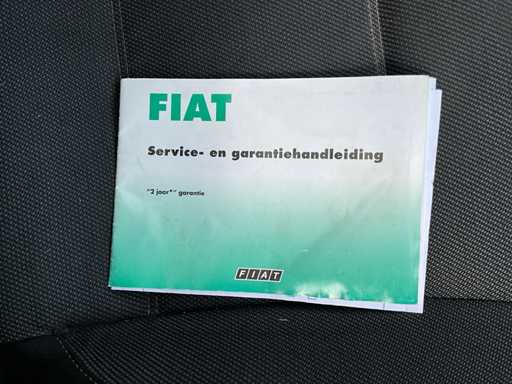 FIAT
Service- en garantiehandleiding
"2 jaar*" garantie
FIAT